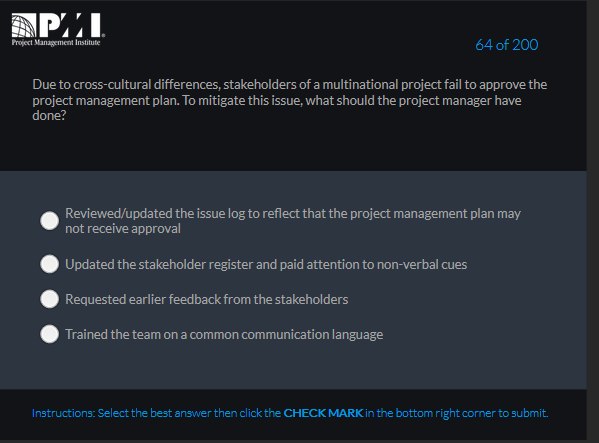 PMI
Project Management Institute
64 of 200
Due to cross-cultural differences, stakeholders of a multinational project fail to approve the
project management plan. To mitigate this issue, what should the project manager have
done?
Reviewed/updated the issue log to reflect that the project management plan may
not receive approval
Updated the stakeholder register and paid attention to non-verbal cues
Requested earlier feedback from the stakeholders
Trained the team on a common communication language
Instructions: Select the best answer then click the CHECK MARK in the bottom right corner to submit.